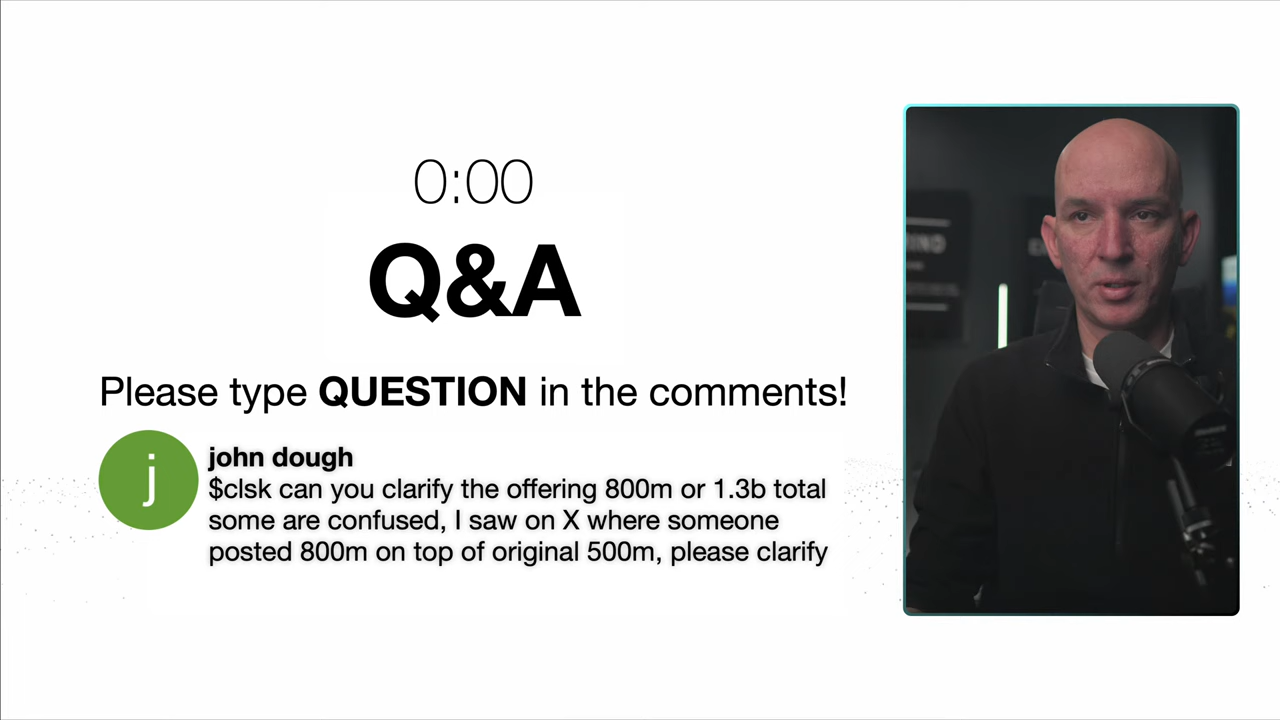 0:00
Q&A
Please type QUESTION in the comments!
j
john dough
$clsk can you clarify the offering 800m or 1.3b total
some are confused, I saw on X where someone
posted 800m on top of original 500m, please clarify